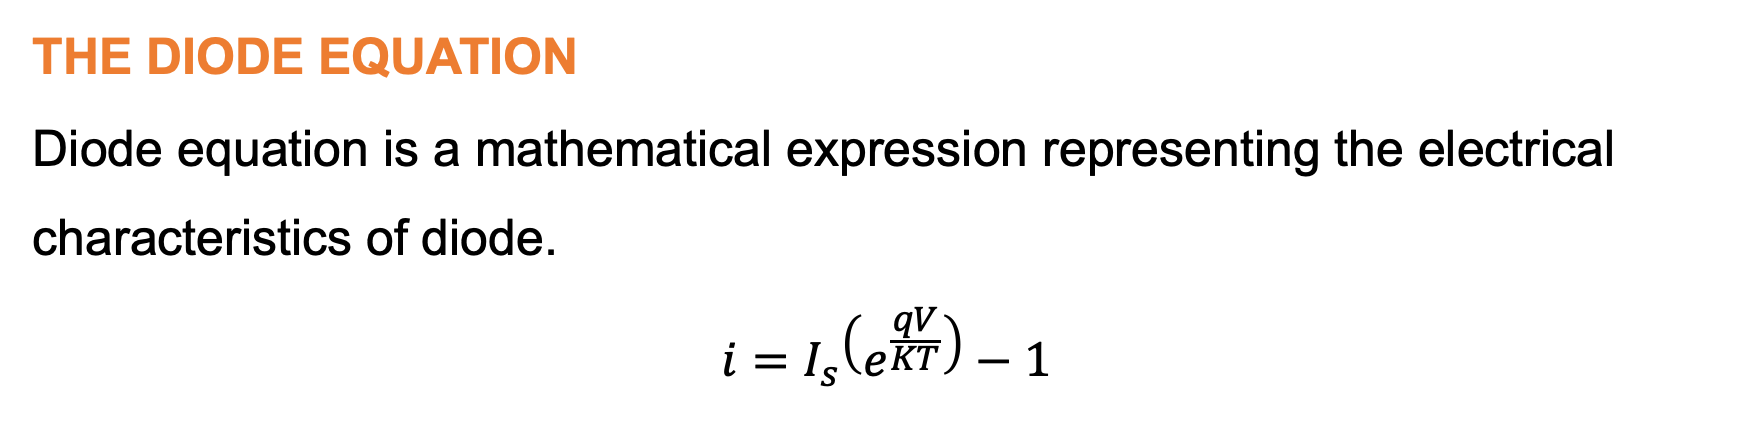 THE DIODE EQUATION
Diode equation is a mathematical expression representing the electrical
characteristics of diode.
i = I_s(e^{qV/KT}) − 1